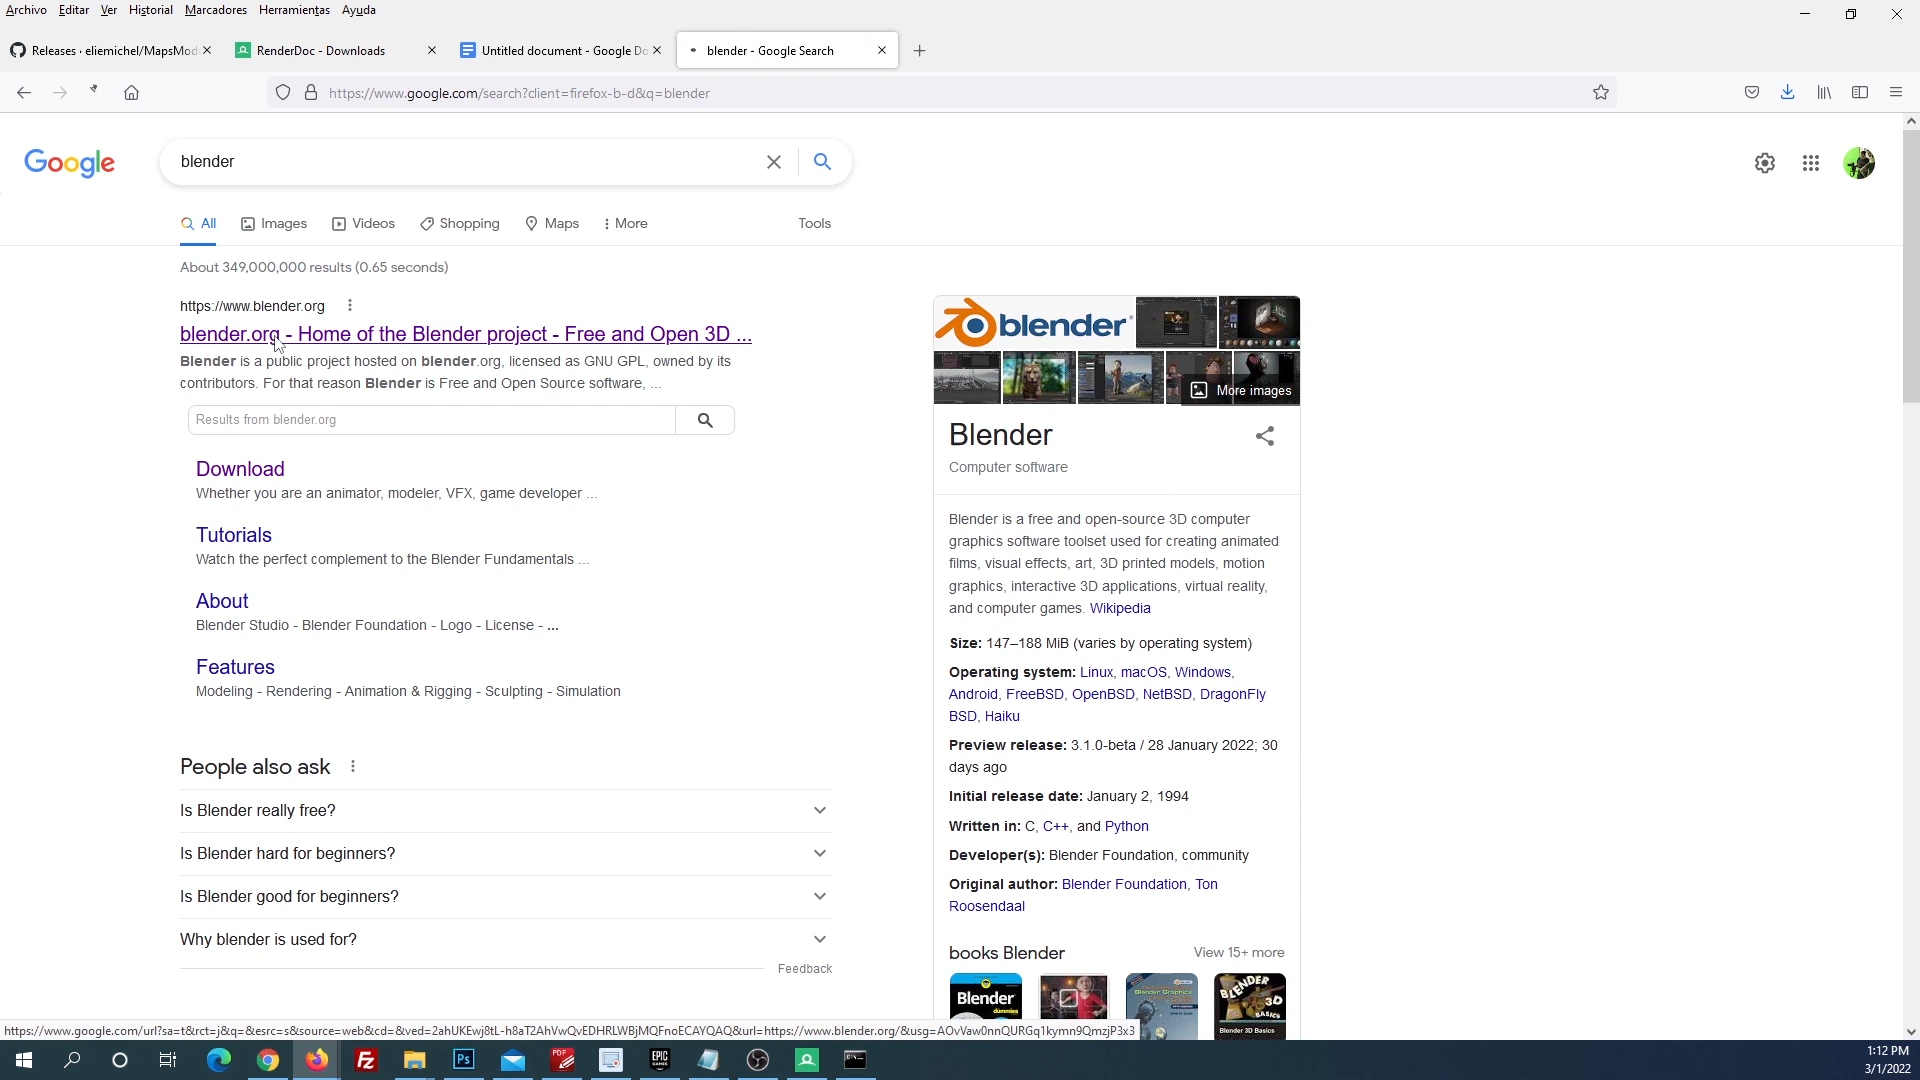 Archivo Editar Ver Historial Marcadores Herramientas Ayuda
Releases · eliemichel/MapsMod
RenderDoc - Downloads
Untitled document - Google Do
blender - Google Search
https://www.google.com/search?client=firefox-b-d&q=blender
Google
blender
All Images Videos Shopping Maps More Tools
About 349,000,000 results (0.65 seconds)
https://www.blender.org
blender.org - Home of the Blender project - Free and Open 3D ...
Blender is a public project hosted on blender.org, licensed as GNU GPL, owned by its
contributors. For that reason Blender is Free and Open Source software, ...
Results from blender.org
Download
Whether you are an animator, modeler, VFX, game developer ...
Tutorials
Watch the perfect complement to the Blender Fundamentals ...
About
Blender Studio - Blender Foundation - Logo - License - ...
Features
Modeling - Rendering - Animation & Rigging - Sculpting - Simulation
People also ask
Is Blender really free?
Is Blender hard for beginners?
Is Blender good for beginners?
Why blender is used for?
Feedback
blender
More images
Blender
Computer software
Blender is a free and open-source 3D computer
graphics software toolset used for creating animated
films, visual effects, art, 3D printed models, motion
graphics, interactive 3D applications, virtual reality,
and computer games. Wikipedia
Size: 147–188 MiB (varies by operating system)
Operating system: Linux, macOS, Windows,
Android, FreeBSD, OpenBSD, NetBSD, DragonFly
BSD, Haiku
Preview release: 3.1.0-beta / 28 January 2022; 30
days ago
Initial release date: January 2, 1994
Written in: C, C++, and Python
Developer(s): Blender Foundation, community
Original author: Blender Foundation, Ton
Roosendaal
books Blender
View 15+ more
Blender
dummies
Blender Graphics
BLENDER
3D
BASICS
Blender 3D Basics
https://www.google.com/url?sa=t&rct=j&q=&esrc=s&source=web&cd=&ved=2ahUKEwj8tL-h8aT2AhVwQvEDHRLWBjMQFnoECAYQAQ&url=https://www.blender.org/&usg=AOvVaw0nnQURGq1kymn9QmzjP3x3
Fz
Ps
PDF
EPIC
GAMES
1:12 PM
3/1/2022